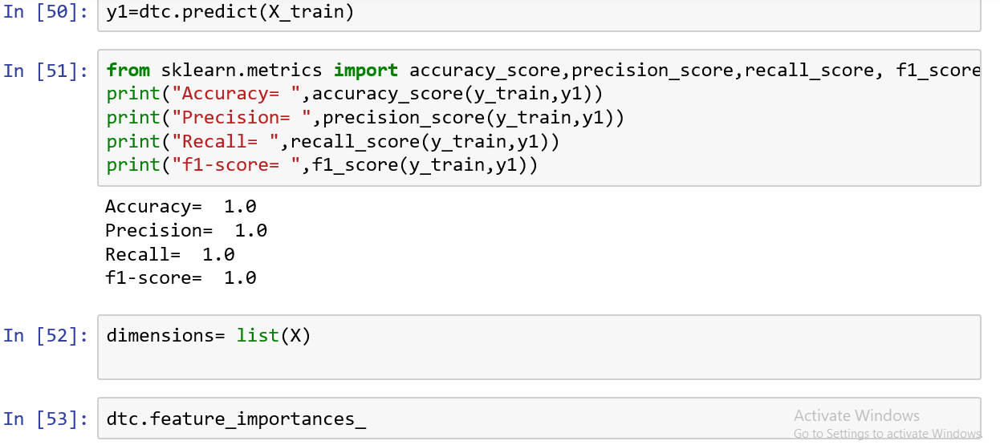 In [50]: y1=dtc.predict(X_train)
In [51]: from sklearn.metrics import accuracy_score,precision_score,recall_score, f1_score
print("Accuracy= ",accuracy_score(y_train,y1))
print("Precision= ",precision_score(y_train,y1))
print("Recall= ",recall_score(y_train,y1))
print("f1-score= ",f1_score(y_train,y1))
Accuracy=  1.0
Precision=  1.0
Recall=  1.0
f1-score=  1.0
In [52]: dimensions= list(X)
In [53]: dtc.feature_importances_
Activate Windows
Go to Settings to activate Windows.